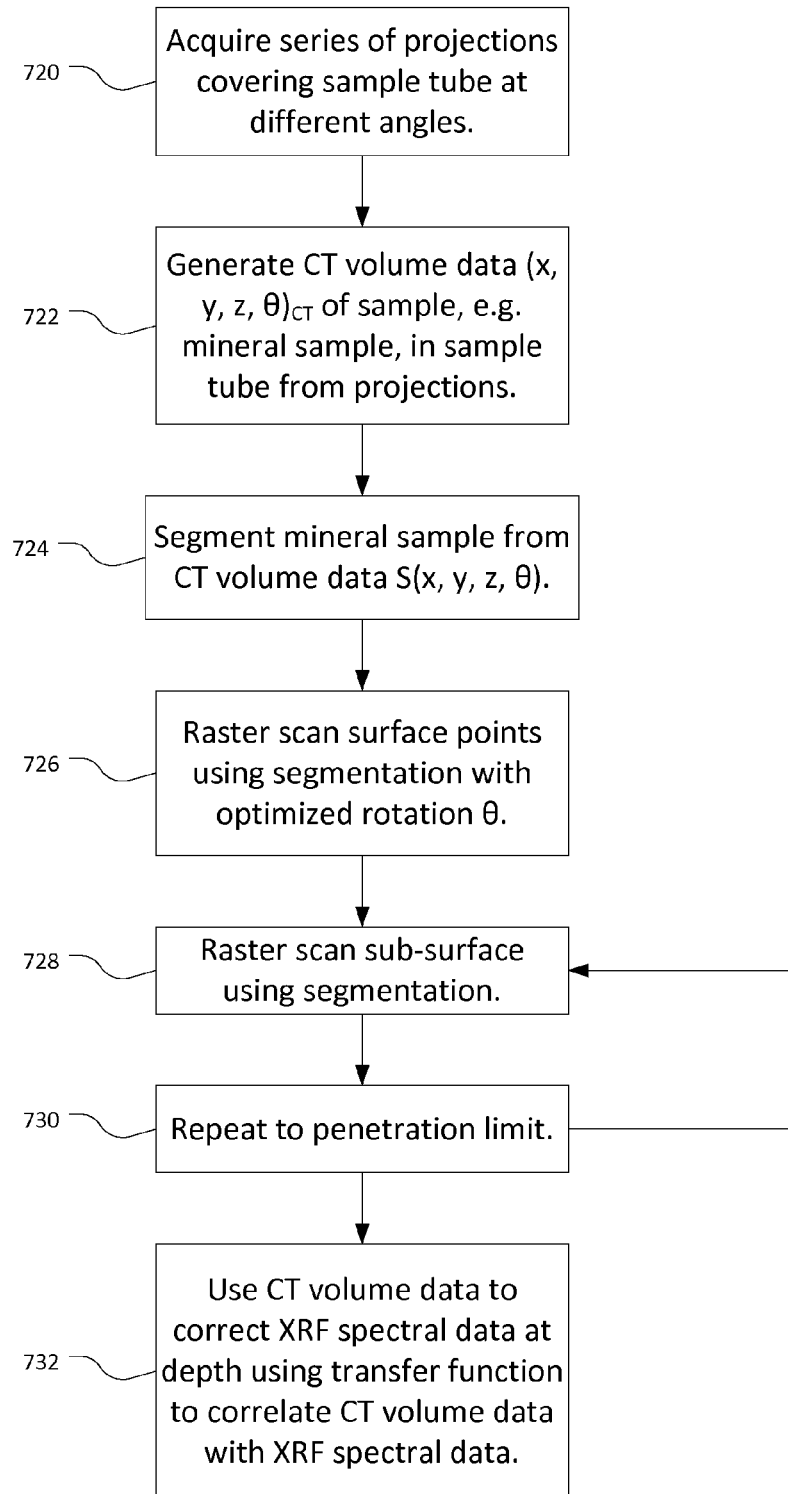 720
Acquire series of projections
covering sample tube at
different angles.
722
Generate CT volume data (x,
y, z, θ)CT of sample, e.g.
mineral sample, in sample
tube from projections.
724
Segment mineral sample from
CT volume data S(x, y, z, θ).
726
Raster scan surface points
using segmentation with
optimized rotation θ.
728
Raster scan sub-surface
using segmentation.
730
Repeat to penetration limit.
732
Use CT volume data to
correct XRF spectral data at
depth using transfer function
to correlate CT volume data
with XRF spectral data.